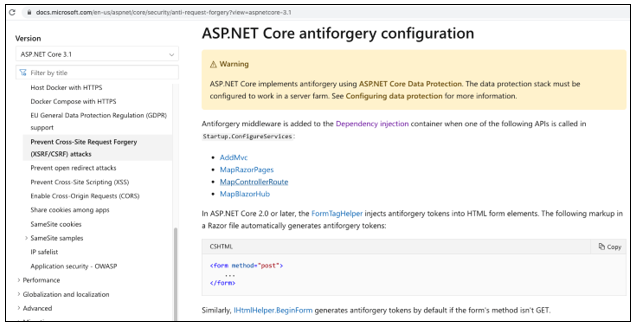 docs.microsoft.com/en-us/aspnet/core/security/anti-request-forgery?view=aspnetcore-3.1
Version
ASP.NET Core 3.1
Filter by title
Host Docker with HTTPS
Docker Compose with HTTPS
EU General Data Protection Regulation (GDPR)
support
Prevent Cross-Site Request Forgery
(XSRF/CSRF) attacks
Prevent open redirect attacks
Prevent Cross-Site Scripting (XSS)
Enable Cross-Origin Requests (CORS)
Share cookies among apps
SameSite cookies
SameSite samples
IP safelist
Application security - OWASP
Performance
Globalization and localization
Advanced
ASP.NET Core antiforgery configuration
Warning
ASP.NET Core implements antiforgery using ASP.NET Core Data Protection. The data protection stack must be
configured to work in a server farm. See Configuring data protection for more information.
Antiforgery middleware is added to the Dependency injection container when one of the following APIs is called in
Startup.ConfigureServices:
• AddMvc
• MapRazorPages
• MapControllerRoute
• MapBlazorHub
In ASP.NET Core 2.0 or later, the FormTagHelper injects antiforgery tokens into HTML form elements. The following markup in
a Razor file automatically generates antiforgery tokens:
CSHTML
Copy
<form method="post">
...
</form>
Similarly, IHtmlHelper.BeginForm generates antiforgery tokens by default if the form's method isn't GET.